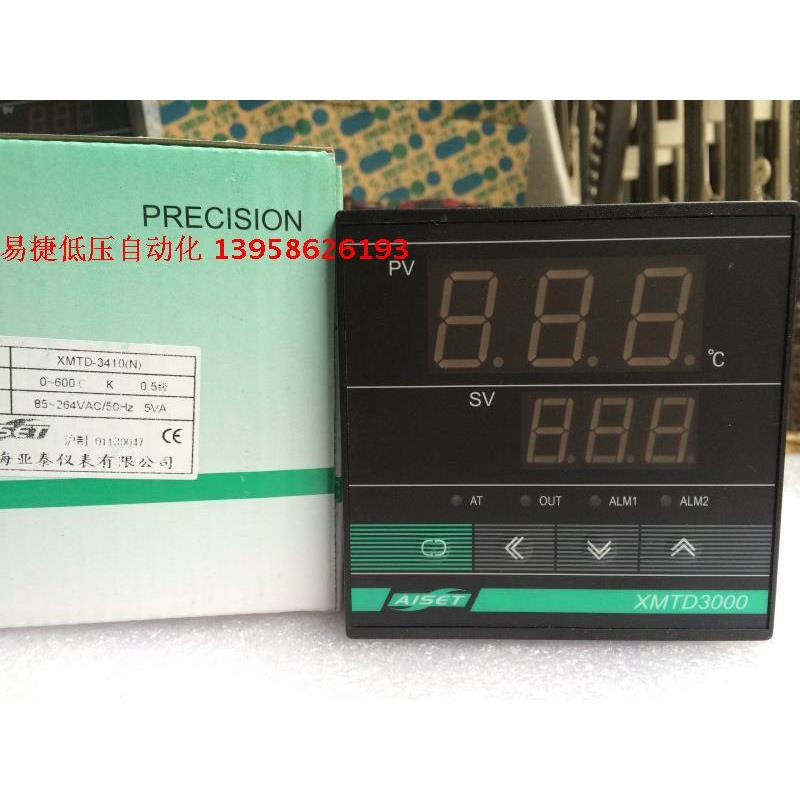 PRECISION
易捷低压自动化 13958626193
XMTD-3410(N)
0~600℃ K 0.5级
85~264VAC/50Hz 5VA
沪制 01130047 CE
海亚泰仪表有限公司
PV
℃
SV
AT OUT ALM1 ALM2
AISET XMTD3000